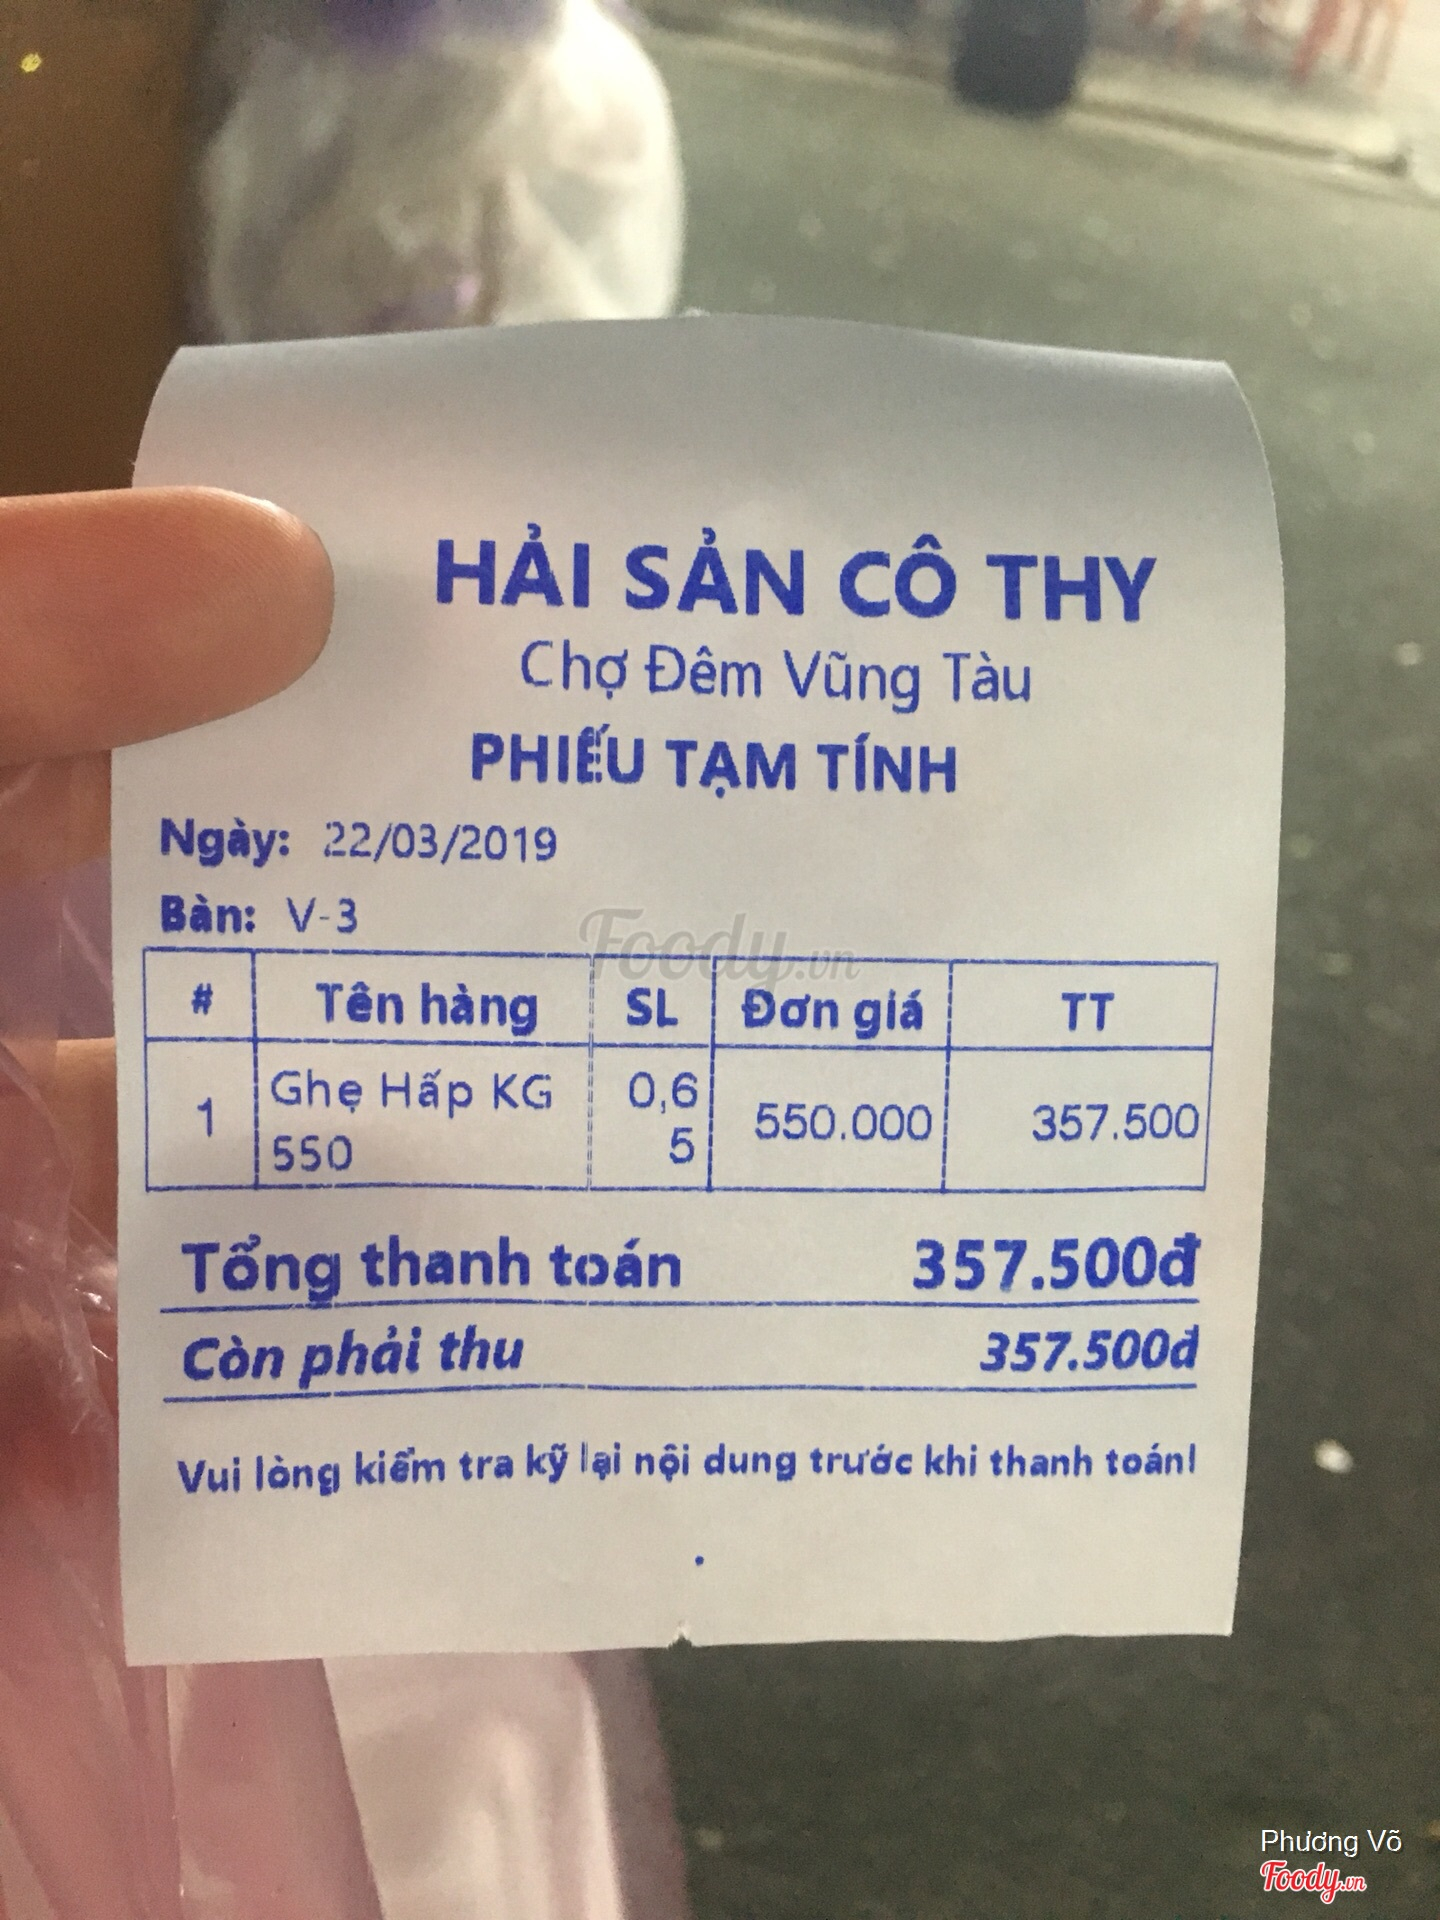 HẢI SẢN CÔ THY
Chợ Đêm Vũng Tàu
PHIẾU TẠM TÍNH
Ngày: 22/03/2019
Bàn: V-3
Foody.vn
# Tên hàng SL Đơn giá TT
1 Ghẹ Hấp KG 550 0,65 550.000 357.500
Tổng thanh toán 357.500đ
Còn phải thu 357.500đ
Vui lòng kiểm tra kỹ lại nội dung trước khi thanh toán!
Phương Võ
Foody.vn